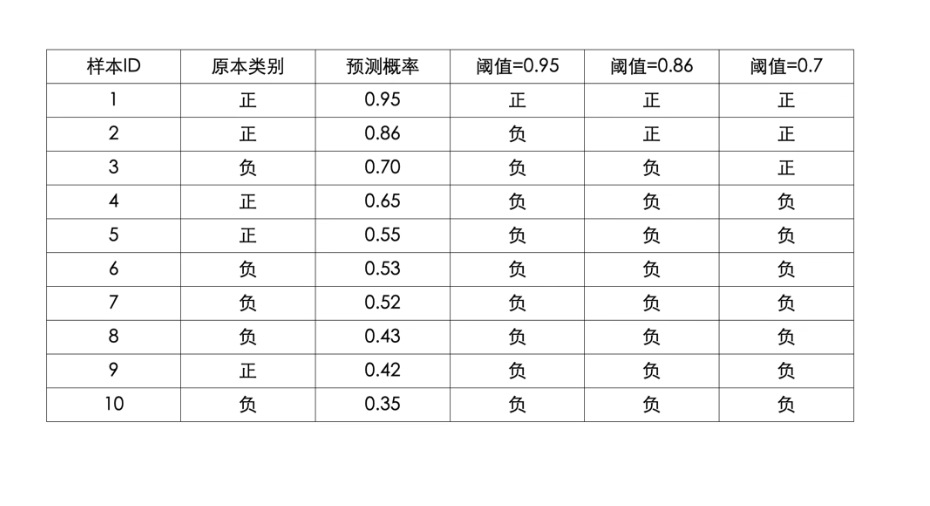 样本ID 原本类别 预测概率 阈值=0.95 阈值=0.86 阈值=0.7
1 正 0.95 正 正 正
2 正 0.86 负 正 正
3 负 0.70 负 负 正
4 正 0.65 负 负 负
5 正 0.55 负 负 负
6 负 0.53 负 负 负
7 负 0.52 负 负 负
8 负 0.43 负 负 负
9 正 0.42 负 负 负
10 负 0.35 负 负 负